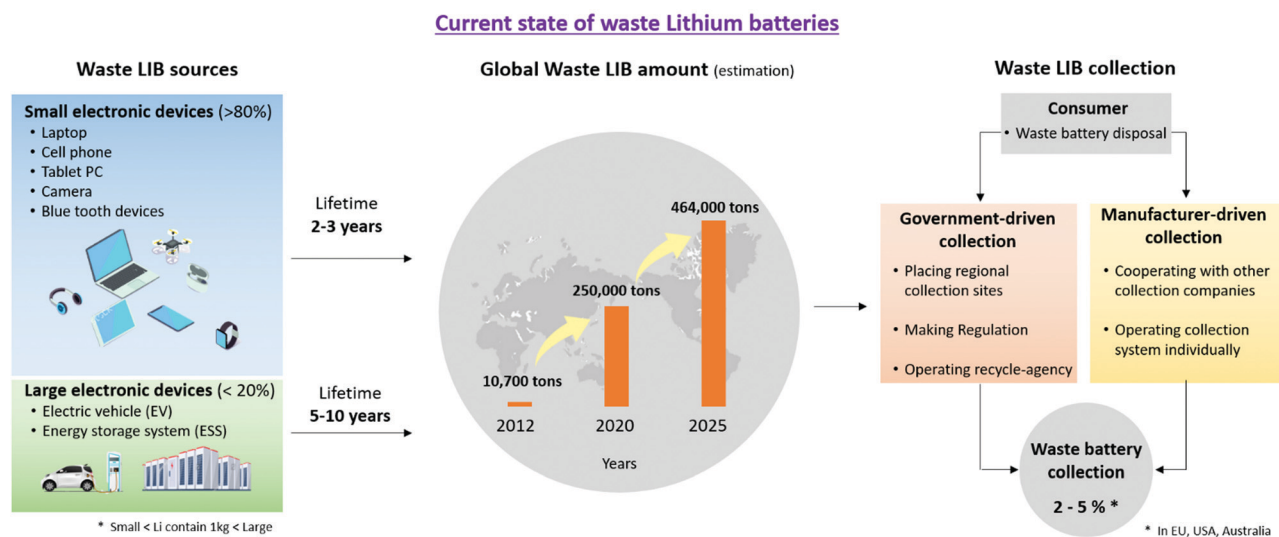 Current state of waste Lithium batteries
Waste LIB sources
Small electronic devices (>80%)
• Laptop
• Cell phone
• Tablet PC
• Camera
• Blue tooth devices
Large electronic devices (< 20%)
• Electric vehicle (EV)
• Energy storage system (ESS)
* Small < Li contain 1kg < Large
Lifetime
2-3 years
Lifetime
5-10 years
Global Waste LIB amount (estimation)
10,700 tons
250,000 tons
464,000 tons
2012
2020
2025
Years
Waste LIB collection
Consumer
• Waste battery disposal
Government-driven
collection
• Placing regional
collection sites
• Making Regulation
• Operating recycle-agency
Manufacturer-driven
collection
• Cooperating with other
collection companies
• Operating collection
system individually
Waste battery
collection
2 - 5 % *
* In EU, USA, Australia